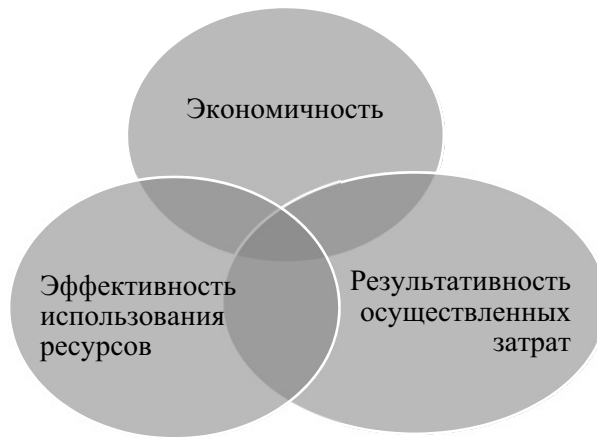 Экономичность
Эффективность
использования
ресурсов
Результативность
осуществленных
затрат